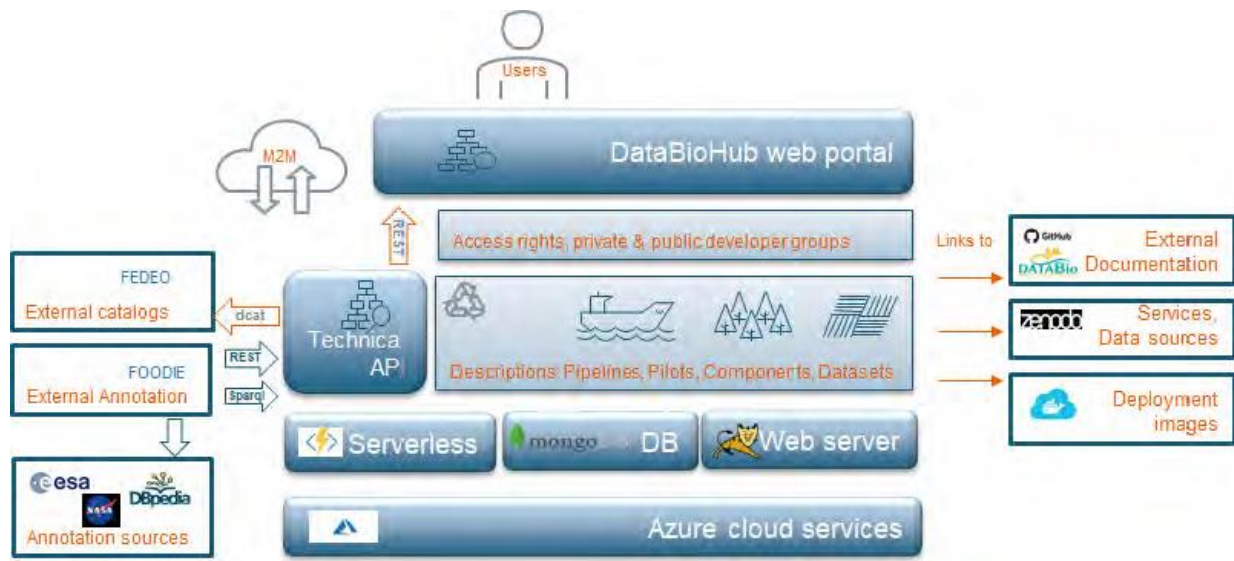 Users
M2M
DataBioHub web portal
REST
Access rights, private & public developer groups
Links to
GitHub
DATABio
External
Documentation
FEDEO
External catalogs
dcat
Technica
AP
zenodo
Services,
Data sources
REST
FOODIE
External Annotation
Sparql
Descriptions: Pipelines, Pilots, Components, Datasets
Deployment
images
Serverless
mongo DB
Web server
esa
NASA
DBpedia
Annotation sources
Azure cloud services